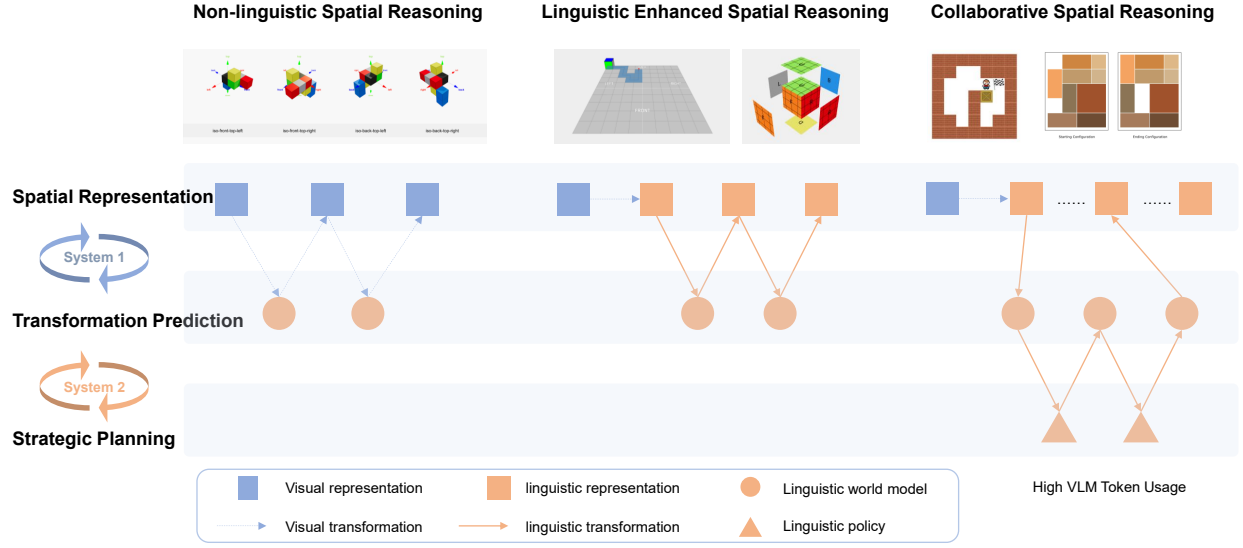 Non-linguistic Spatial Reasoning
Linguistic Enhanced Spatial Reasoning
Collaborative Spatial Reasoning
iso-front-top-left
iso-front-top-right
iso-back-top-left
iso-back-top-right
Starting Configuration
Ending Configuration
Spatial Representation
......
......
System 1
Transformation Prediction
System 2
Strategic Planning
Visual representation
linguistic representation
Linguistic world model
Visual transformation
linguistic transformation
Linguistic policy
High VLM Token Usage